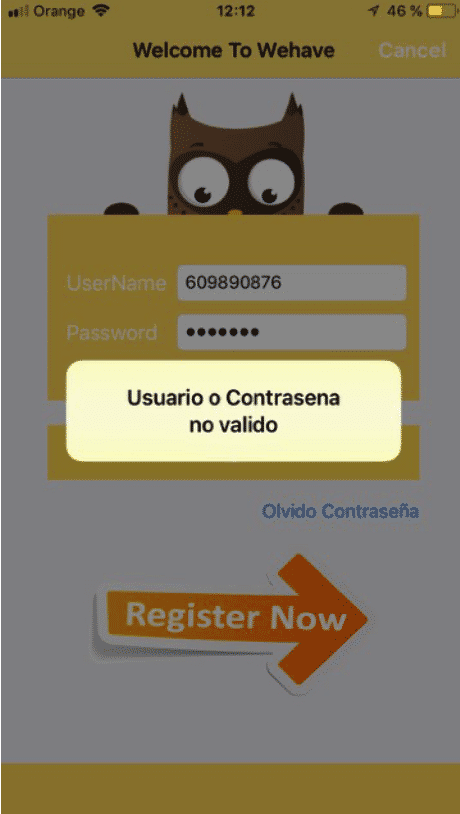 Orange 12:12 46 %
Welcome To Wehave Cancel
UserName 609890876
Password •••••••
Usuario o Contrasena
no valido
Olvido Contraseña
Register Now